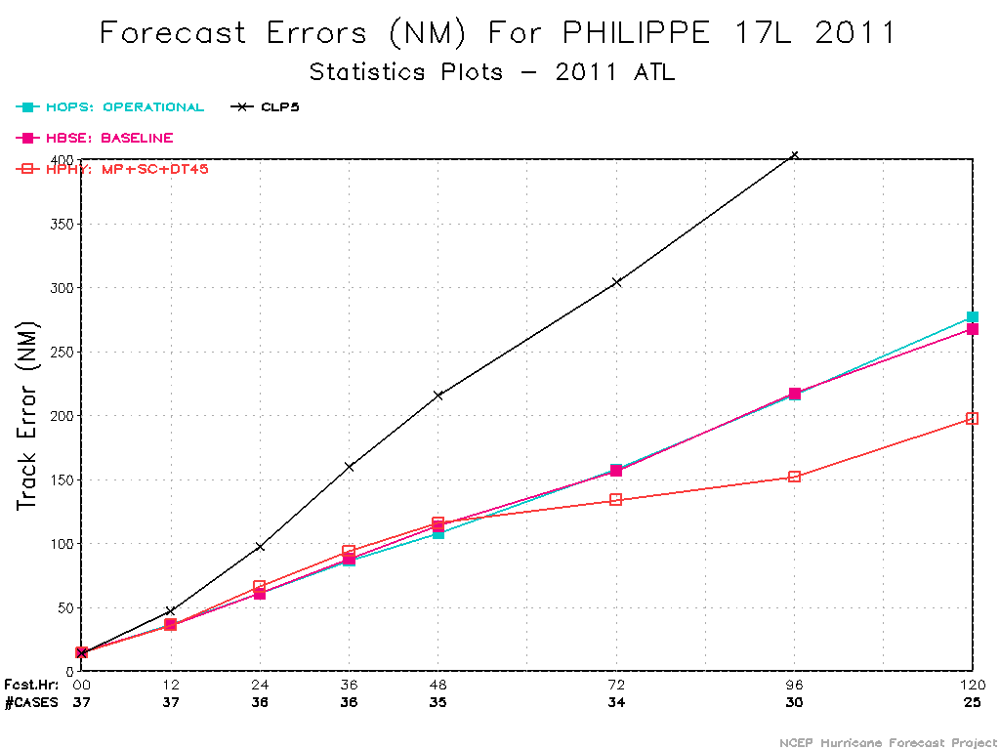 Forecast Errors (NM) For PHILIPPE 17L 2011
Statistics Plots - 2011 ATL
HOPS: OPERATIONAL CLP5
HBSE: BASELINE
HPHY: MP+SC+DT45
400
350
300
250
200
150
100
50
0
Track Error (NM)
Fcst.Hr: 00 12 24 36 48 72 96 120
#CASES 37 37 36 36 35 34 30 25
NCEP Hurricane Forecast Project